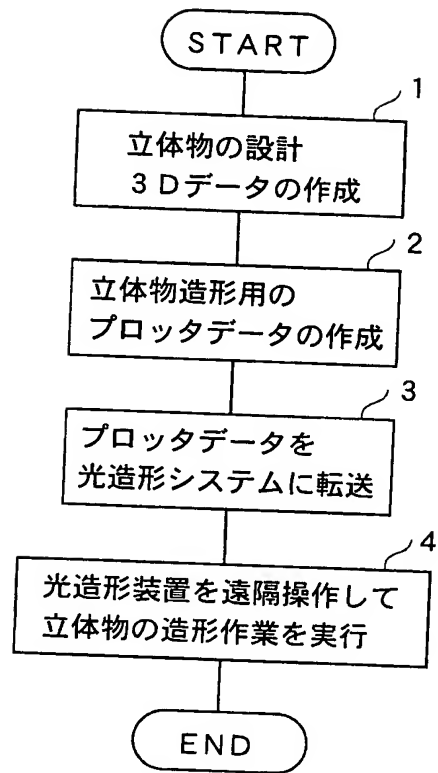 START
1
立体物の設計
3Dデータの作成
2
立体物造形用の
プロッタデータの作成
3
プロッタデータを
光造形システムに転送
4
光造形装置を遠隔操作して
立体物の造形作業を実行
END